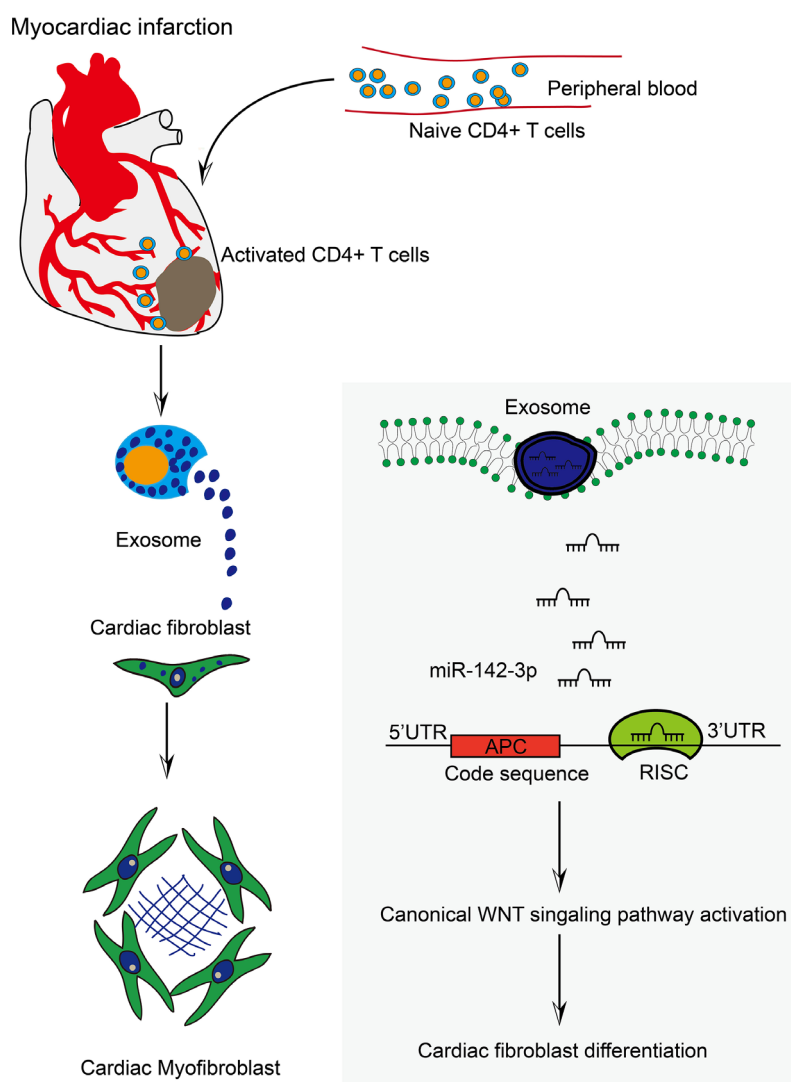 Myocardiac infarction
Peripheral blood
Naive CD4+ T cells
Activated CD4+ T cells
Exosome
Cardiac fibroblast
Cardiac Myofibroblast
Exosome
miR-142-3p
5'UTR
APC
3'UTR
Code sequence
RISC
Canonical WNT singaling pathway activation
Cardiac fibroblast differentiation